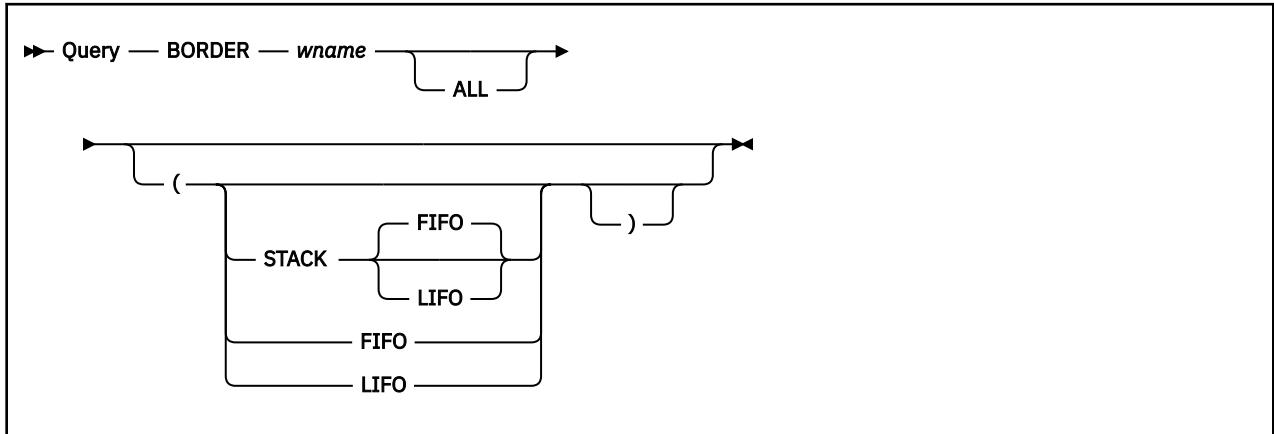 Query BORDER wname
ALL
(
)
FIFO
STACK
LIFO
FIFO
LIFO